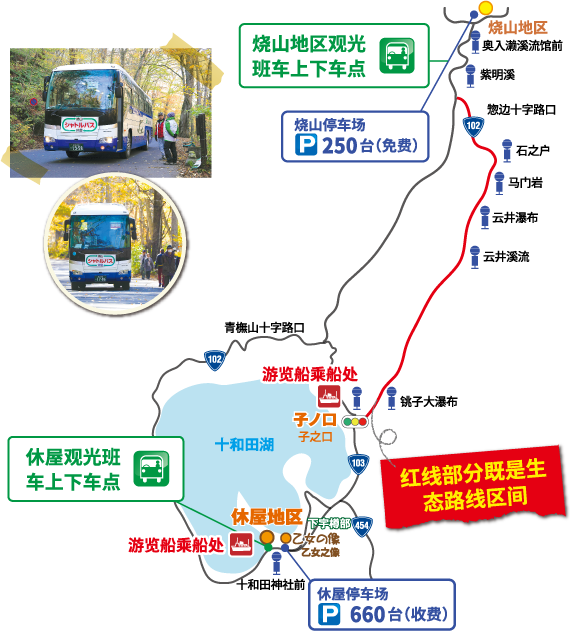 烧山地区
烧山地区观光
班车上下车点
奥入濑溪流馆前
紫明溪
烧山停车场
P 250台(免费)
惣边十字路口
102
石之户
马门岩
云井瀑布
云井溪流
シャトルバス
シャトルバス
青橅山十字路口
102
游览船乘船处
铫子大瀑布
子ノ口
子之口
十和田湖
休屋观光班
车上下车点
103
红线部分既是生
态路线区间
休屋地区
下宇樽部
454
乙女の像
乙女之像
游览船乘船处
十和田神社前
休屋停车场
P 660台(收费)